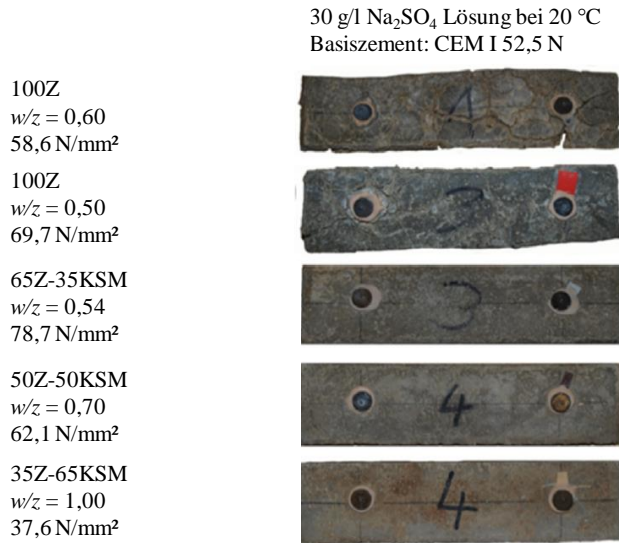 30 g/l Na₂SO₄ Lösung bei 20 °C
Basiszement: CEM I 52,5 N
100Z
w/z = 0,60
58,6 N/mm²
1
100Z
w/z = 0,50
69,7 N/mm²
3
65Z-35KSM
w/z = 0,54
78,7 N/mm²
3
50Z-50KSM
w/z = 0,70
62,1 N/mm²
4
35Z-65KSM
w/z = 1,00
37,6 N/mm²
4